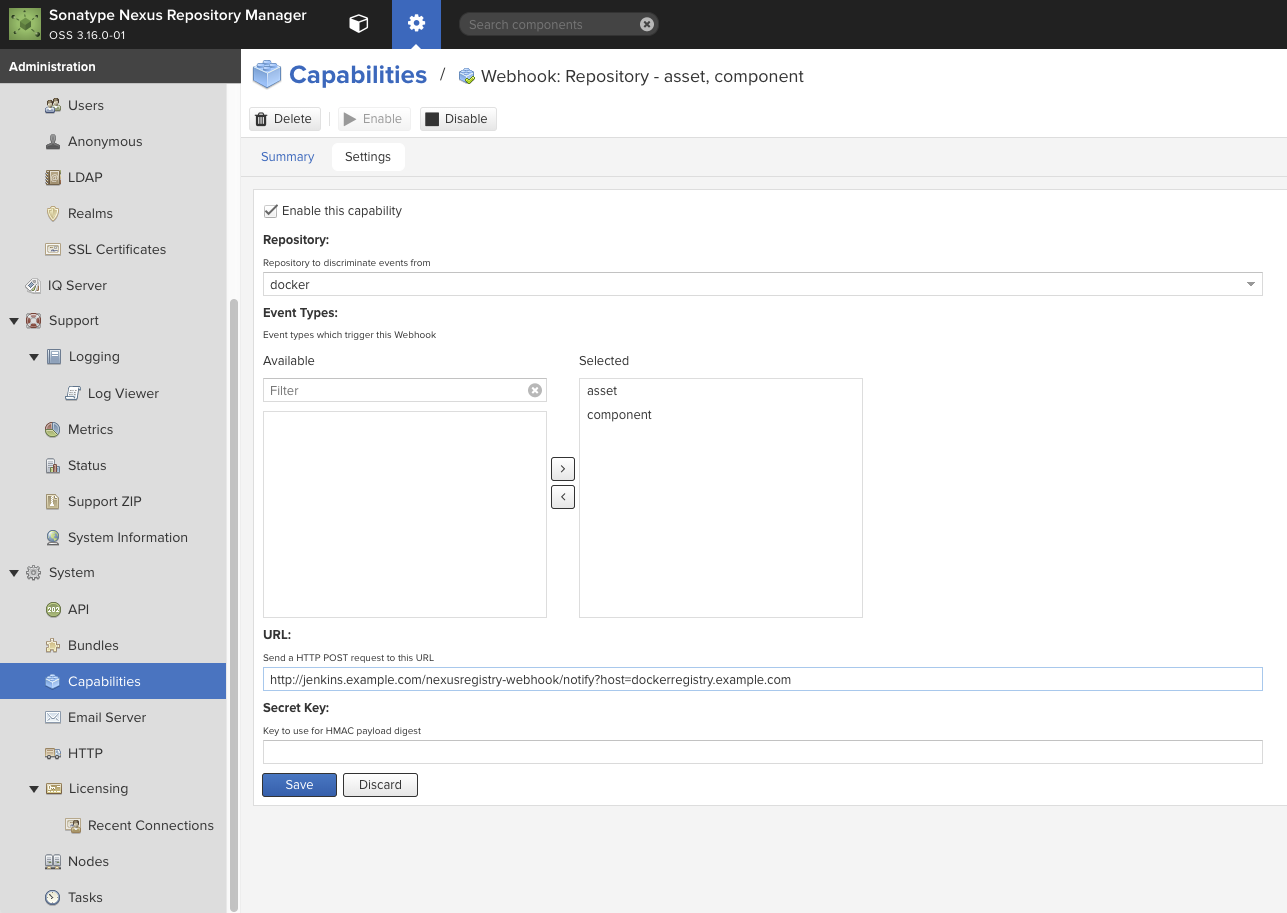 Sonatype Nexus Repository Manager
OSS 3.16.0-01
Search components
Administration
Users
Anonymous
LDAP
Realms
SSL Certificates
IQ Server
Support
Logging
Log Viewer
Metrics
Status
Support ZIP
System Information
System
202 API
Bundles
Capabilities
Email Server
HTTP
Licensing
Recent Connections
Nodes
Tasks
Capabilities / Webhook: Repository - asset, component
Delete Enable Disable
Summary Settings
Enable this capability
Repository:
Repository to discriminate events from
docker
Event Types:
Event types which trigger this Webhook
Available Selected
Filter
asset
component
>
<
URL:
Send a HTTP POST request to this URL
http://jenkins.example.com/nexusregistry-webhook/notify?host=dockerregistry.example.com
Secret Key:
Key to use for HMAC payload digest
Save Discard